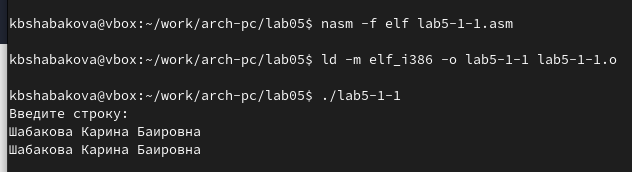 kbshabakova@vbox:~/work/arch-pc/lab05$ nasm -f elf lab5-1-1.asm
kbshabakova@vbox:~/work/arch-pc/lab05$ ld -m elf_i386 -o lab5-1-1 lab5-1-1.o
kbshabakova@vbox:~/work/arch-pc/lab05$ ./lab5-1-1
Введите строку:
Шабакова Карина Баировна
Шабакова Карина Баировна